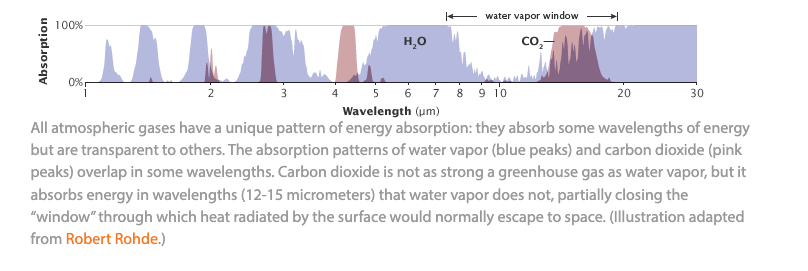 water vapor window
100%
Absorption
H₂O
CO₂
0%
1 2 3 4 5 6 7 8 9 10 20 30
Wavelength (μm)
All atmospheric gases have a unique pattern of energy absorption: they absorb some wavelengths of energy
but are transparent to others. The absorption patterns of water vapor (blue peaks) and carbon dioxide (pink
peaks) overlap in some wavelengths. Carbon dioxide is not as strong a greenhouse gas as water vapor, but it
absorbs energy in wavelengths (12-15 micrometers) that water vapor does not, partially closing the
“window” through which heat radiated by the surface would normally escape to space. (Illustration adapted
from Robert Rohde.)